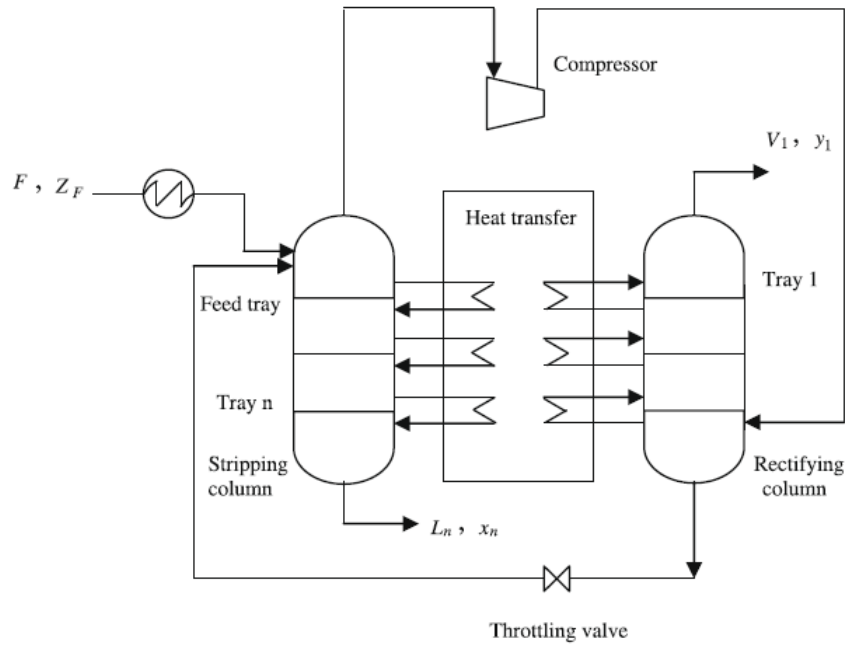 Compressor
V1, y1
F , ZF
Heat transfer
Tray 1
Feed tray
Tray n
Stripping
column
Rectifying
column
Ln, xn
Throttling valve